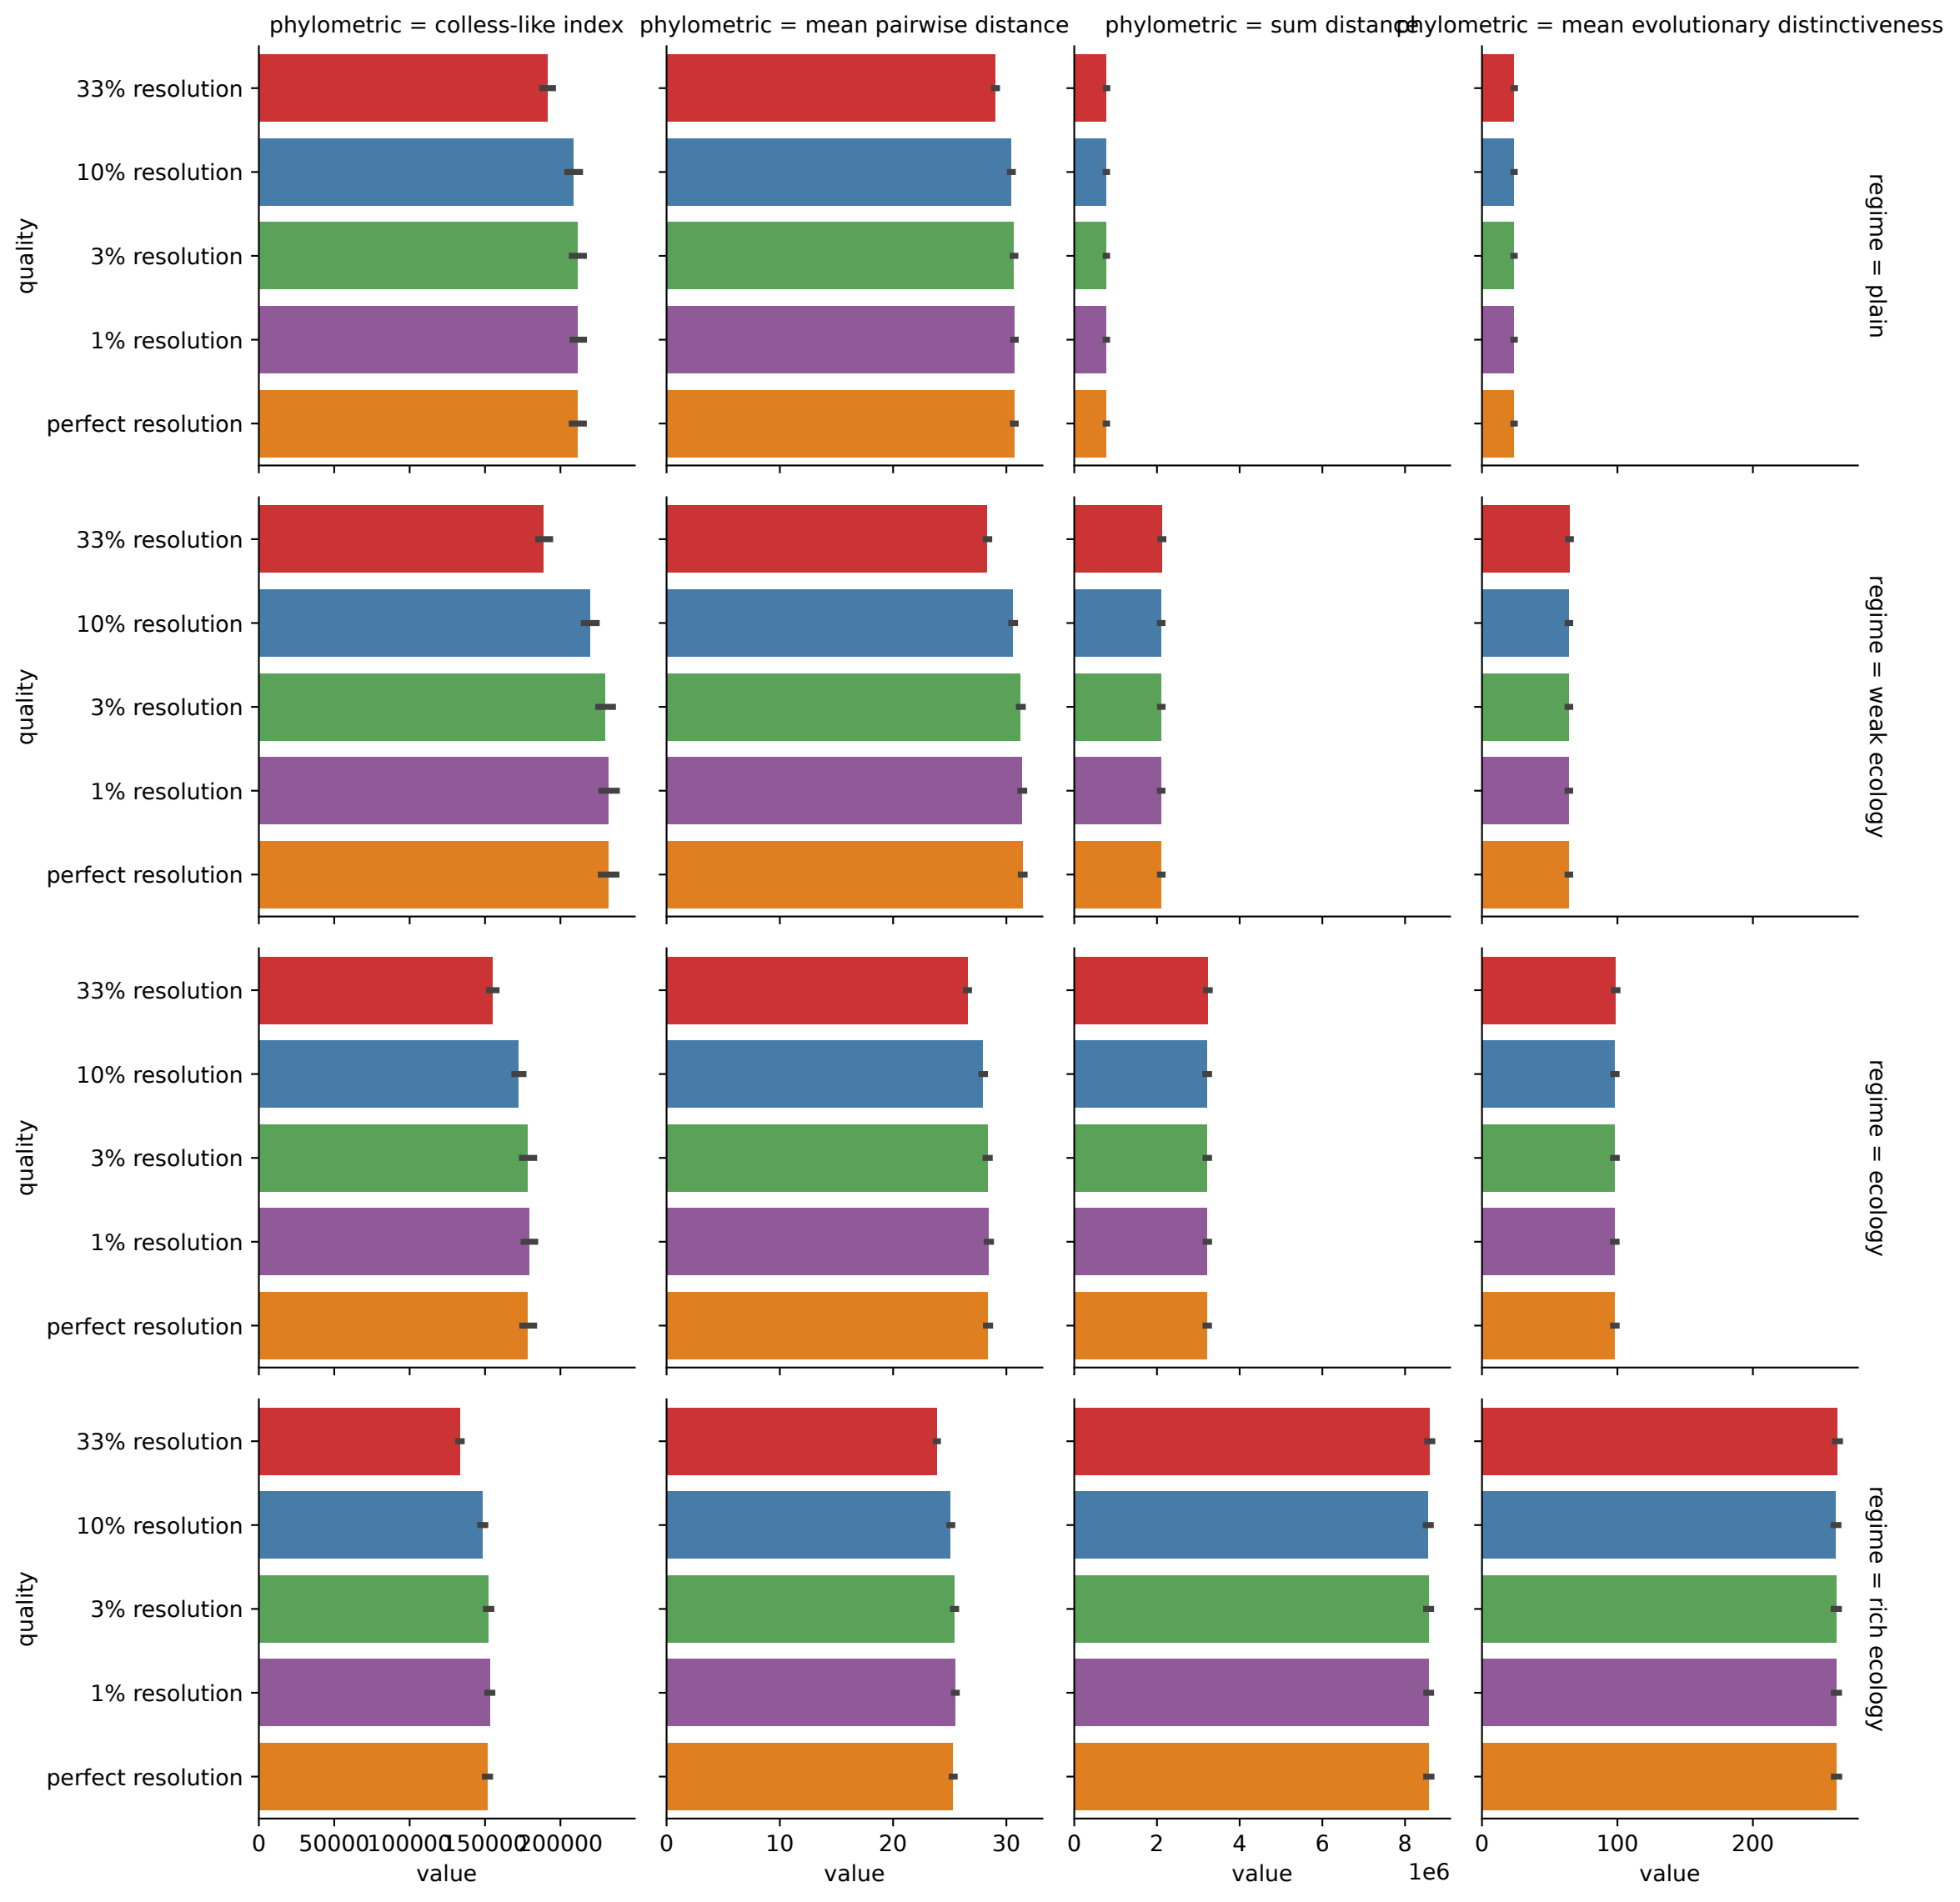 phylometric = colless-like index
phylometric = mean pairwise distance
phylometric = sum distance
phylometric = mean evolutionary distinctiveness
quality
33% resolution
10% resolution
3% resolution
1% resolution
perfect resolution
regime = plain
quality
33% resolution
10% resolution
3% resolution
1% resolution
perfect resolution
regime = weak ecology
quality
33% resolution
10% resolution
3% resolution
1% resolution
perfect resolution
regime = ecology
quality
33% resolution
10% resolution
3% resolution
1% resolution
perfect resolution
regime = rich ecology
0 50000 100000 150000 200000
value
0 10 20 30
value
0 2 4 6 8
1e6
value
0 100 200
value